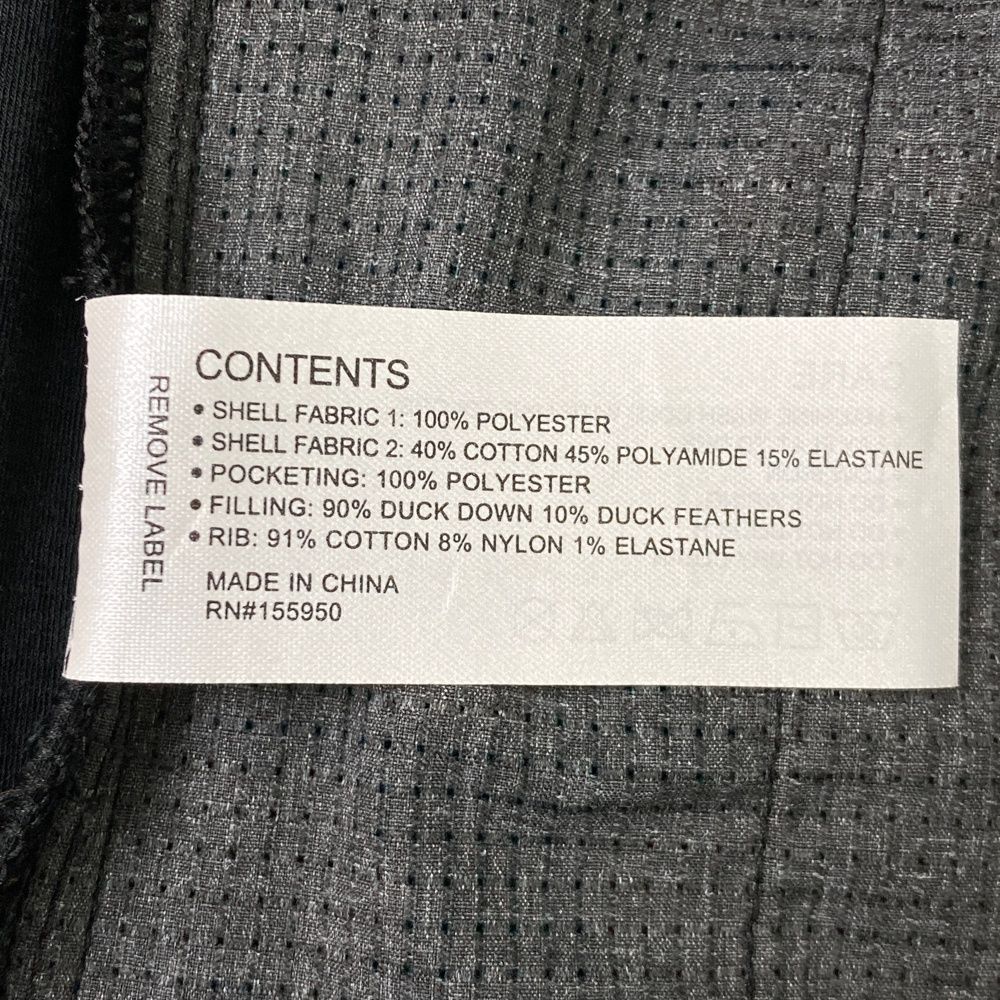 CONTENTS
• SHELL FABRIC 1: 100% POLYESTER
• SHELL FABRIC 2: 40% COTTON 45% POLYAMIDE 15% ELASTANE
• POCKETING: 100% POLYESTER
• FILLING: 90% DUCK DOWN 10% DUCK FEATHERS
• RIB: 91% COTTON 8% NYLON 1% ELASTANE
MADE IN CHINA
RN#155950
REMOVE LABEL